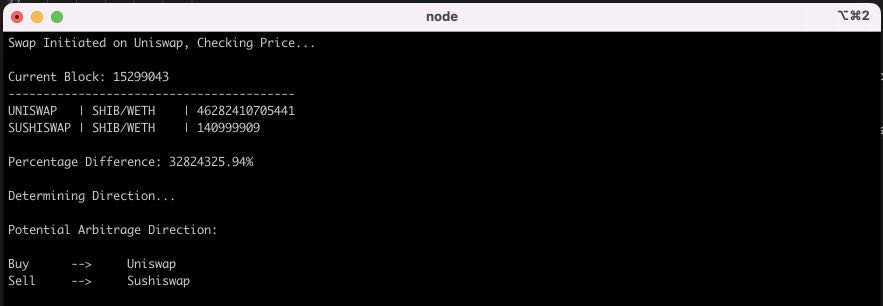 node
⌥⌘2
Swap Initiated on Uniswap, Checking Price...
Current Block: 15299043
-----------------------------------------
UNISWAP   | SHIB/WETH    | 46282410705441
SUSHISWAP | SHIB/WETH    | 140999909
Percentage Difference: 32824325.94%
Determining Direction...
Potential Arbitrage Direction:
Buy      -->     Uniswap
Sell     -->     Sushiswap